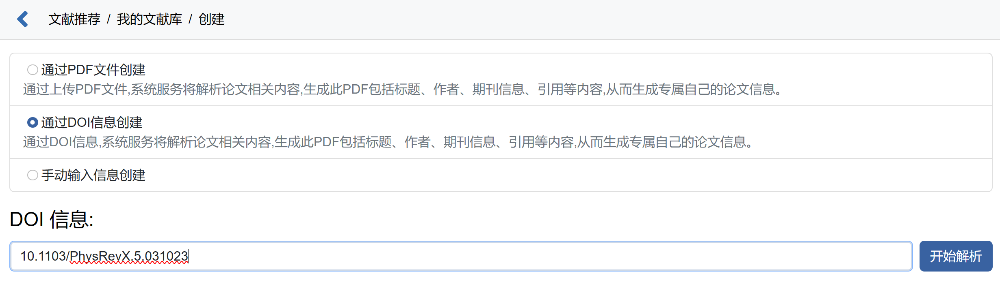 文献推荐 / 我的文献库 / 创建
通过PDF文件创建
通过上传PDF文件,系统服务将解析论文相关内容,生成此PDF包括标题、作者、期刊信息、引用等内容,从而生成专属自己的论文信息。
通过DOI信息创建
通过DOI信息,系统服务将解析论文相关内容,生成此PDF包括标题、作者、期刊信息、引用等内容,从而生成专属自己的论文信息。
手动输入信息创建
DOI 信息:
10.1103/PhysRevX.5.031023
开始解析